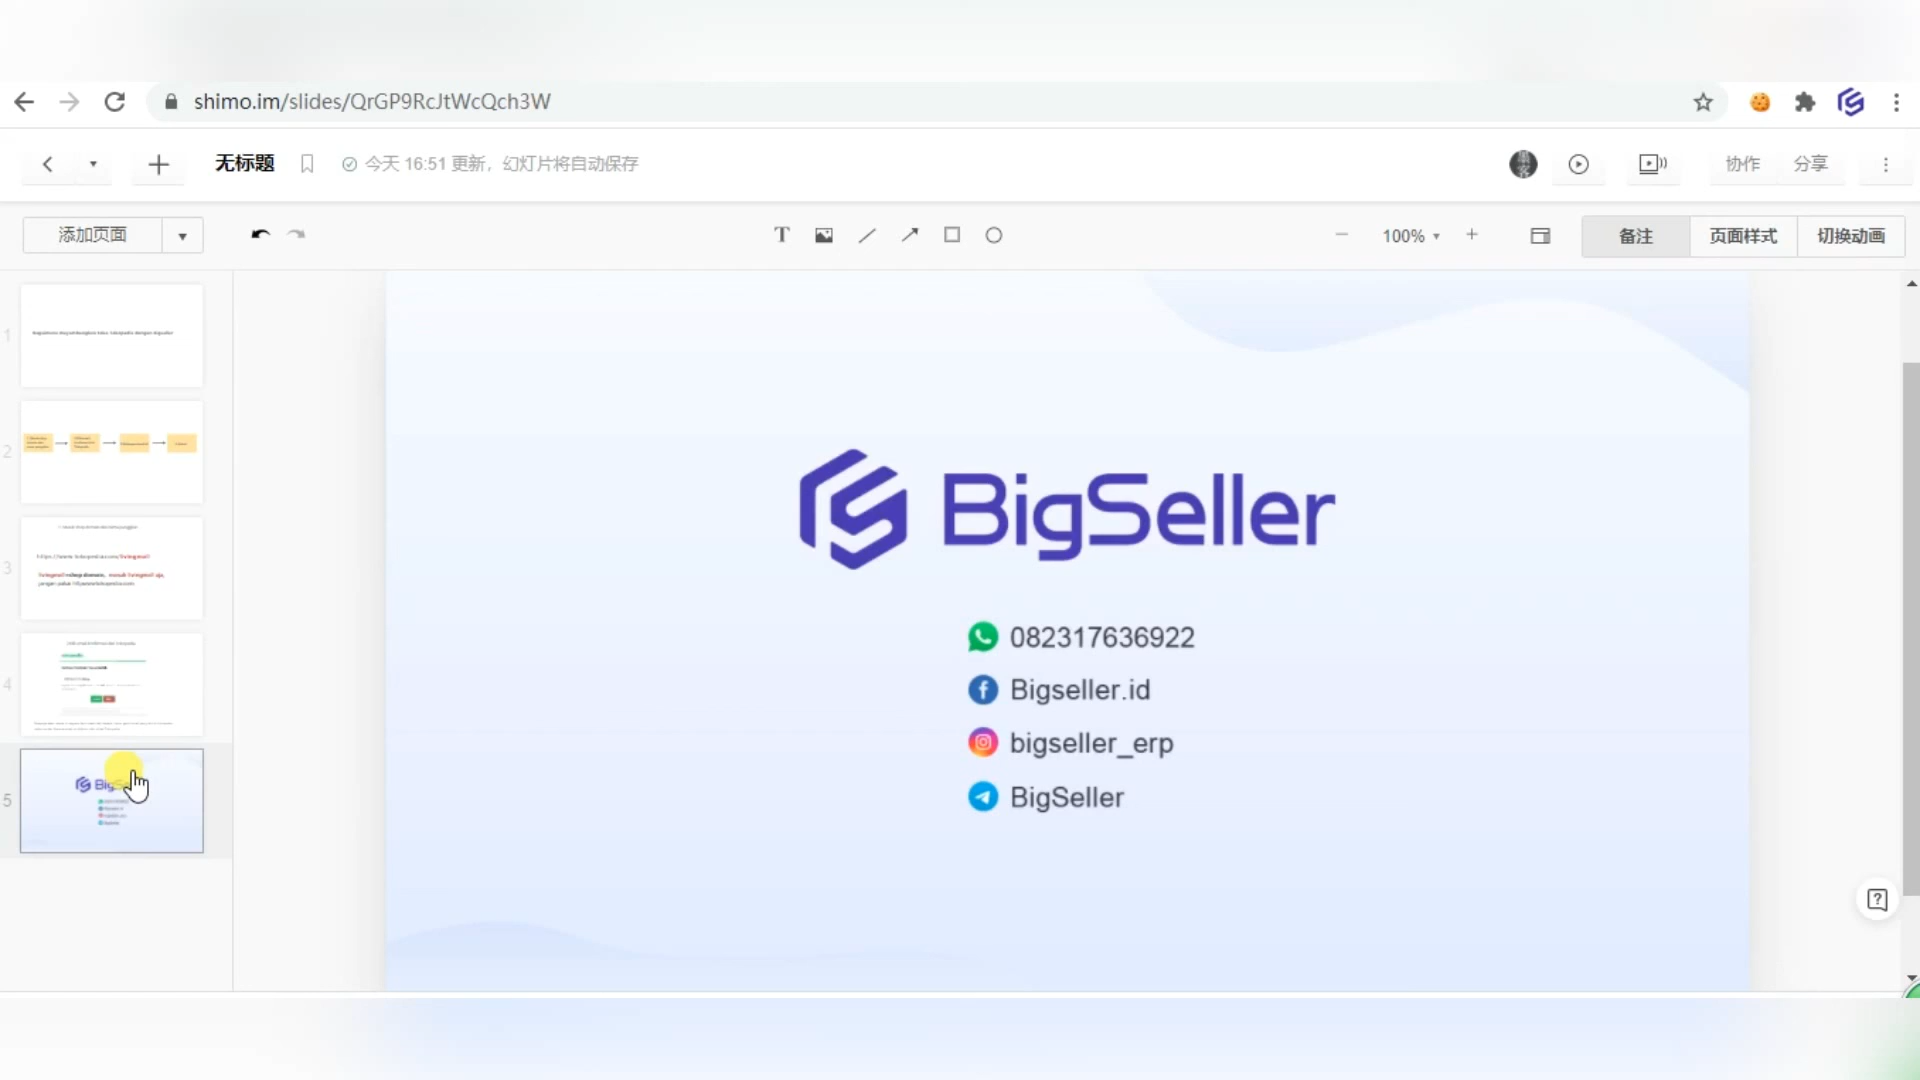 shimo.im/slides/QrGP9RcJtWcQch3W
无标题
今天 16:51 更新，幻灯片将自动保存
协作
分享
添加页面
100%
备注
页面样式
切换动画
1
2
3
4
5
BigSeller
082317636922
Bigseller.id
bigseller_erp
BigSeller